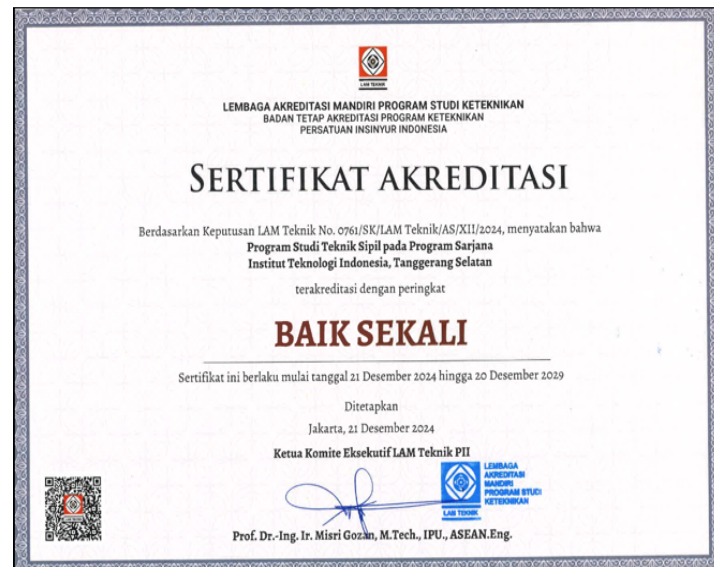 LAM TEKNIK
LEMBAGA AKREDITASI MANDIRI PROGRAM STUDI KETEKNIKAN
BADAN TETAP AKREDITASI PROGRAM KETEKNIKAN
PERSATUAN INSINYUR INDONESIA
SERTIFIKAT AKREDITASI
Berdasarkan Keputusan LAM Teknik No. 0761/SK/LAM Teknik/AS/XII/2024, menyatakan bahwa
Program Studi Teknik Sipil pada Program Sarjana
Institut Teknologi Indonesia, Tanggerang Selatan
terakreditasi dengan peringkat
BAIK SEKALI
Sertifikat ini berlaku mulai tanggal 21 Desember 2024 hingga 20 Desember 2029
Ditetapkan
Jakarta, 21 Desember 2024
Ketua Komite Eksekutif LAM Teknik PII
LEMBAGA
AKREDITASI
MANDIRI
PROGRAM STUDI
KETEKNIKAN
LAM TEKNIK
Prof. Dr.-Ing. Ir. Misri Gozan, M.Tech., IPU., ASEAN.Eng.